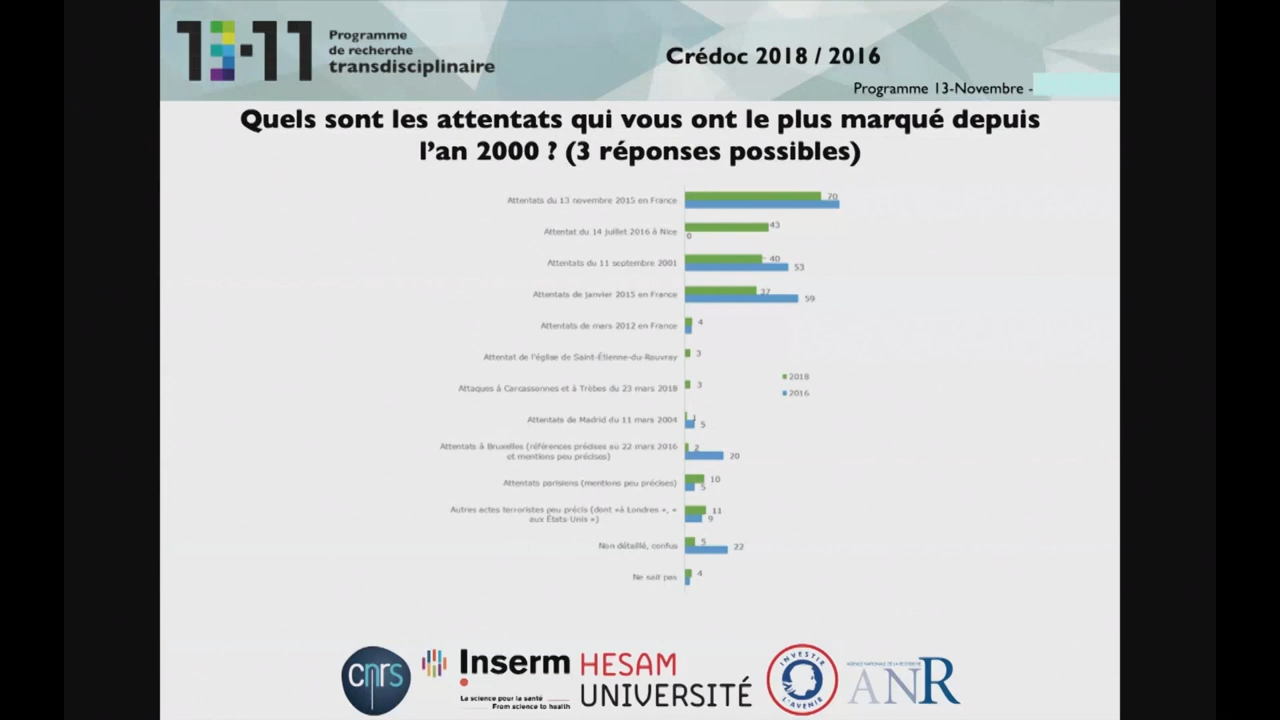 13-11
Programme
de recherche
transdisciplinaire
Crédoc 2018 / 2016
Programme 13-Novembre -
Quels sont les attentats qui vous ont le plus marqué depuis
l'an 2000 ? (3 réponses possibles)
Attentats du 13 novembre 2015 en France
70
Attentat du 14 juillet 2016 à Nice
43
0
Attentats du 11 septembre 2001
40
53
Attentats de janvier 2015 en France
37
59
Attentats de mars 2012 en France
4
Attentat de l'église de Saint-Étienne-du-Rouvray
3
Attaques à Carcassonnes et à Trèbes du 23 mars 2018
3
2018
2016
Attentats de Madrid du 11 mars 2004
1
5
Attentats à Bruxelles (références précises au 22 mars 2016
et mentions peu précises)
2
20
Attentats parisiens (mentions peu précises)
10
5
Autres actes terroristes peu précis (dont «à Londres », «
aux États-Unis »)
11
9
Non détaillé, confus
5
22
Ne sait pas
4
cnrs
Inserm
La science pour la santé
From science to health
HESAM
UNIVERSITÉ
INVESTIR
L'AVENIR
AGENCE NATIONALE DE LA RECHERCHE
ANR